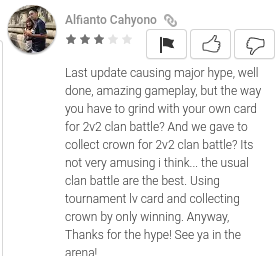 Alfianto Cahyono
Last update causing major hype, well
done, amazing gameplay, but the way
you have to grind with your own card
for 2v2 clan battle? And we gave to
collect crown for 2v2 clan battle? Its
not very amusing i think... the usual
clan battle are the best. Using
tournament lv card and collecting
crown by only winning. Anyway,
Thanks for the hype! See ya in the
arena!